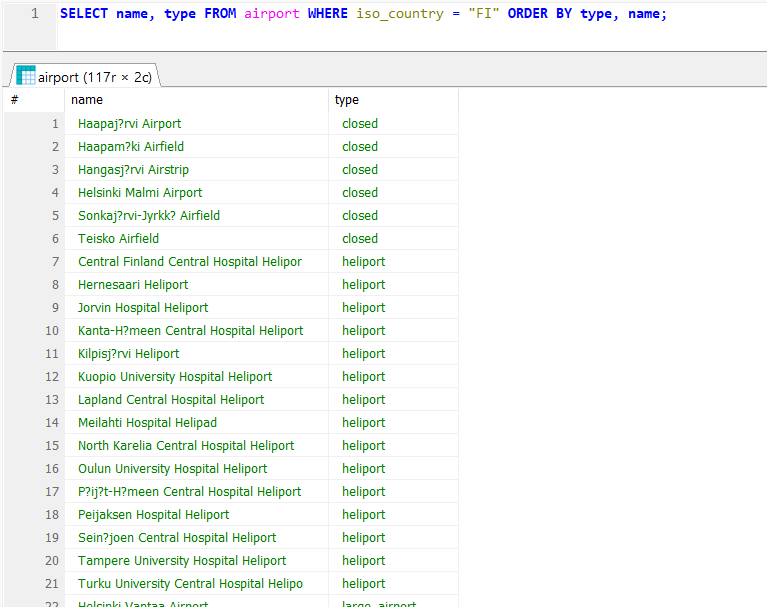 1 SELECT name, type FROM airport WHERE iso_country = "FI" ORDER BY type, name;
airport (117r × 2c)
# name type
1 Haapaj?rvi Airport closed
2 Haapam?ki Airfield closed
3 Hangasj?rvi Airstrip closed
4 Helsinki Malmi Airport closed
5 Sonkaj?rvi-Jyrkk? Airfield closed
6 Teisko Airfield closed
7 Central Finland Central Hospital Helipor heliport
8 Hernesaari Heliport heliport
9 Jorvin Hospital Heliport heliport
10 Kanta-H?meen Central Hospital Heliport heliport
11 Kilpisj?rvi Heliport heliport
12 Kuopio University Hospital Heliport heliport
13 Lapland Central Hospital Heliport heliport
14 Meilahti Hospital Helipad heliport
15 North Karelia Central Hospital Heliport heliport
16 Oulun University Hospital Heliport heliport
17 P?ij?t-H?meen Central Hospital Heliport heliport
18 Peijaksen Hospital Heliport heliport
19 Sein?joen Central Hospital Heliport heliport
20 Tampere University Hospital Heliport heliport
21 Turku University Central Hospital Helipo heliport
22 Helsinki Vantaa Airport large_airport